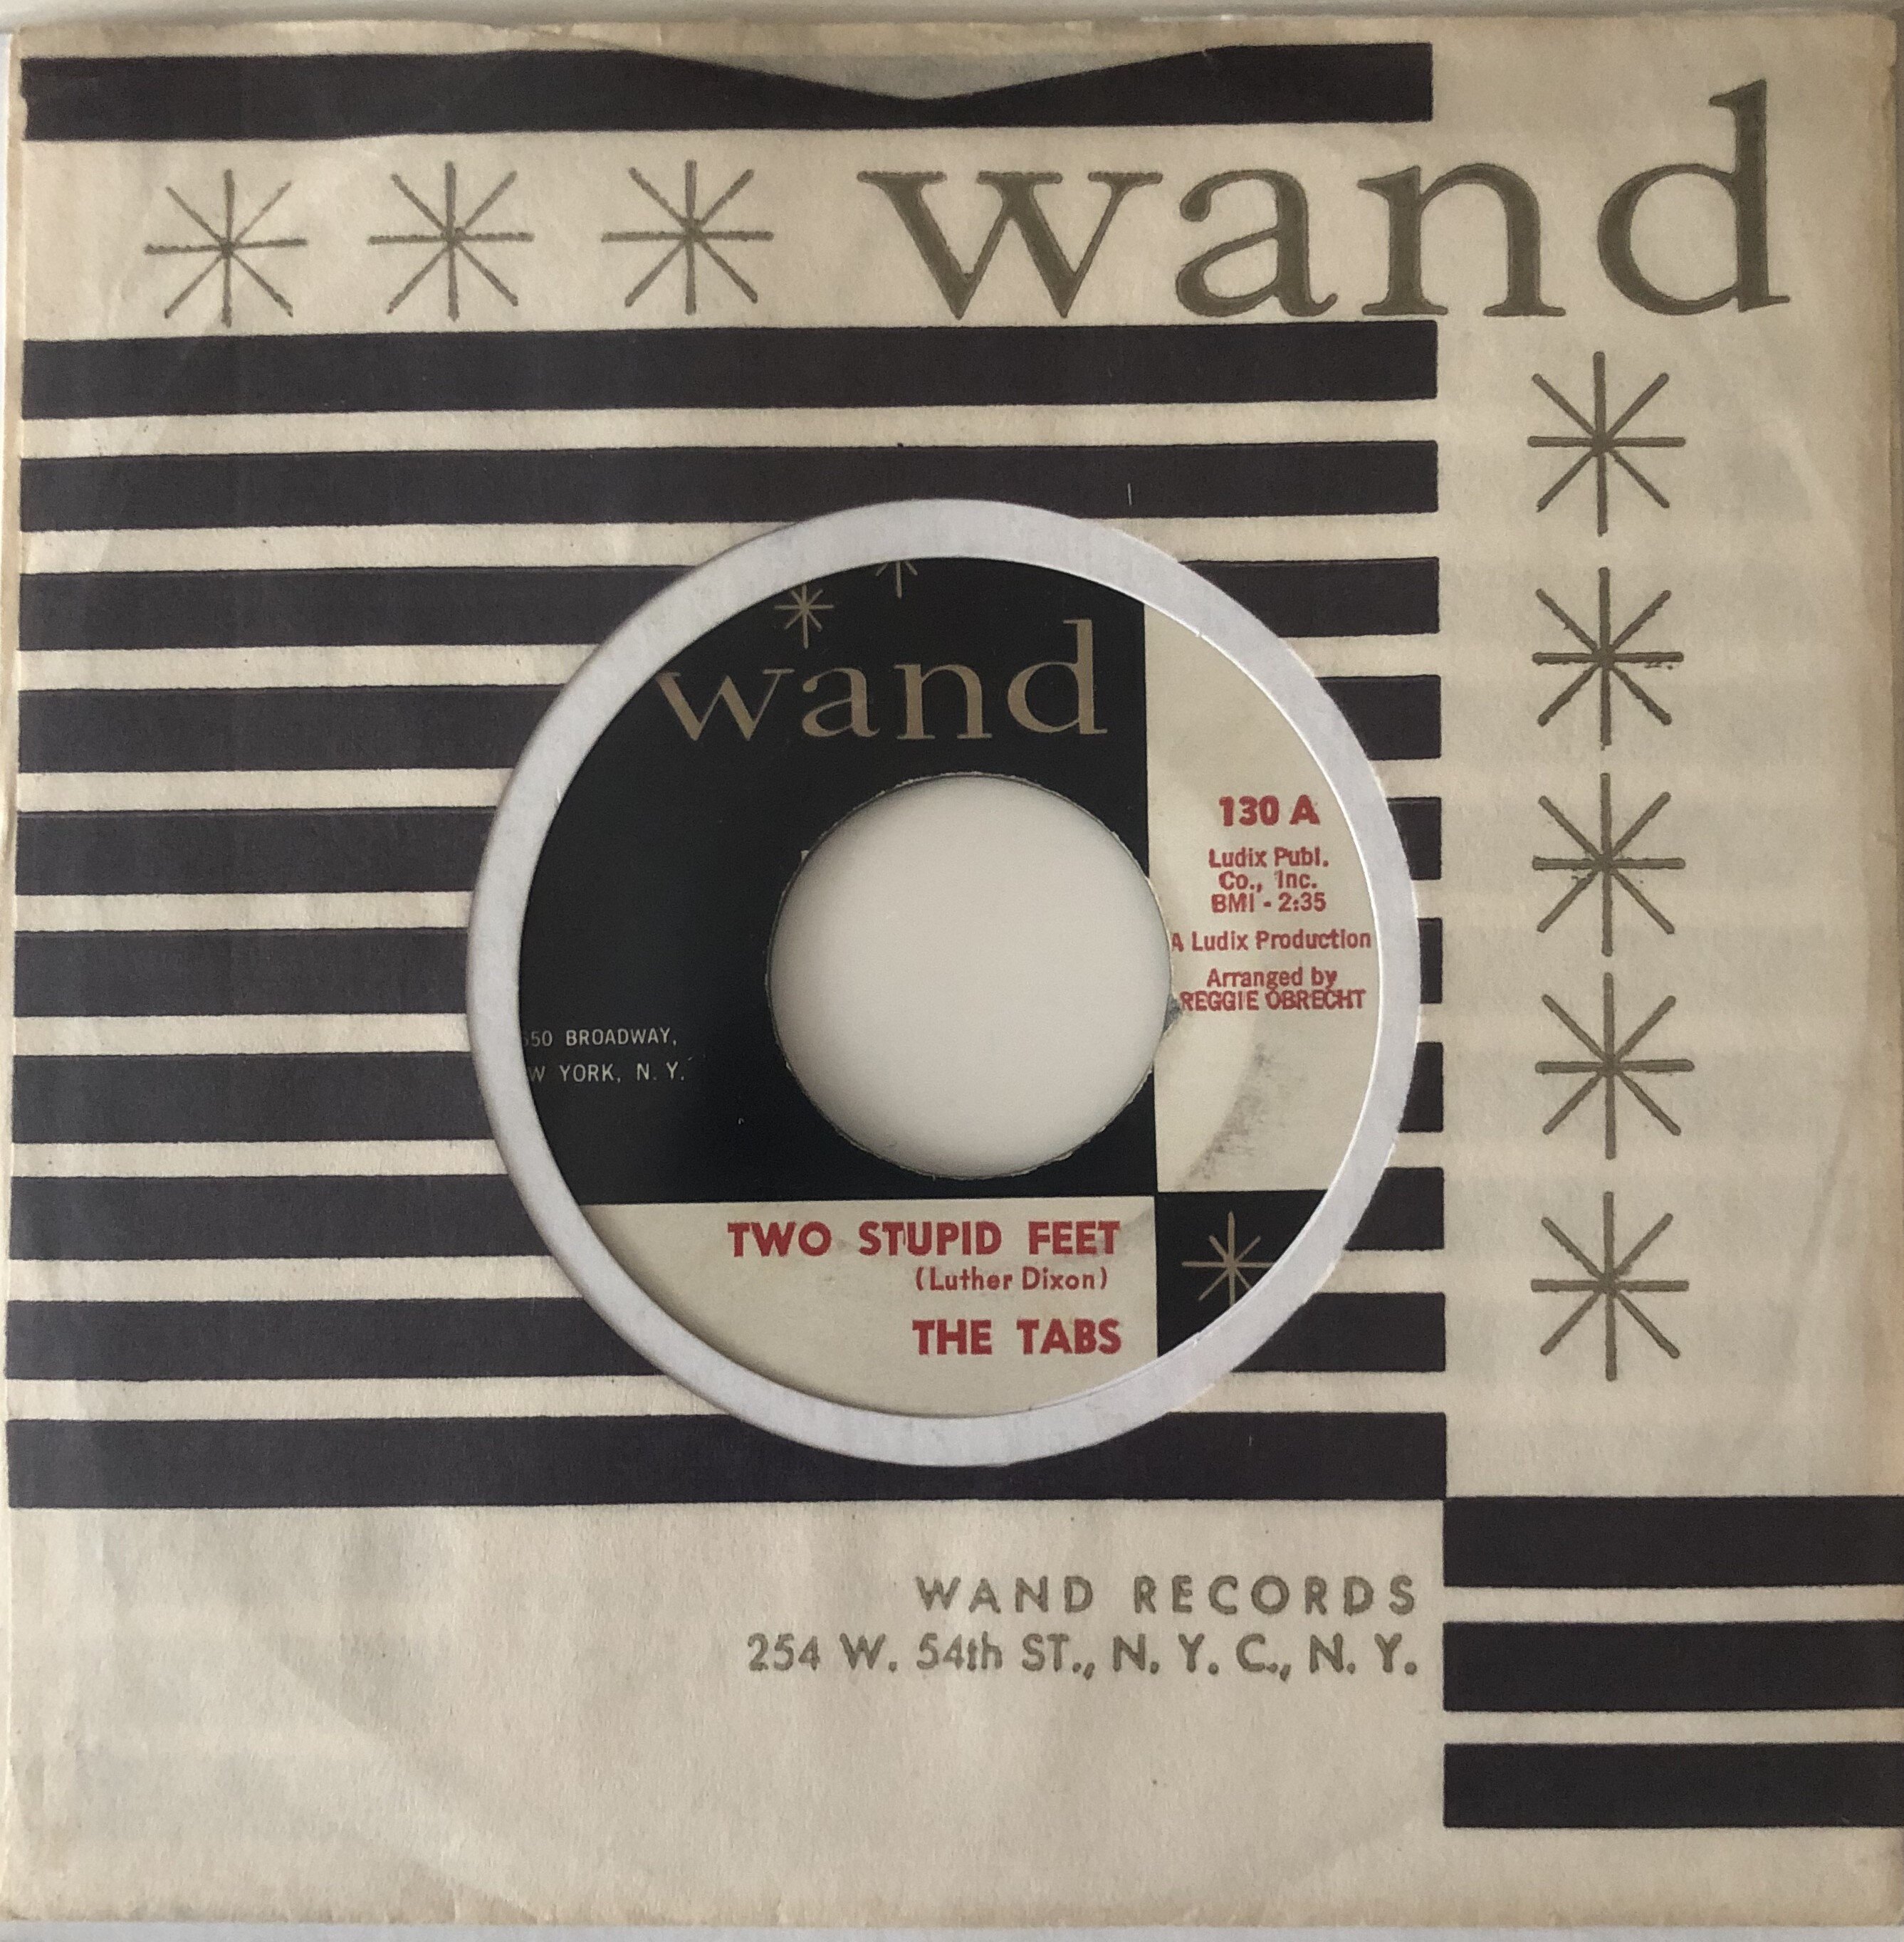 wand
wand
130 A
Ludix Publ.
Co., Inc.
BMI - 2:35
A Ludix Production
Arranged by
REGGIE OBRECHT
50 BROADWAY,
W YORK, N. Y.
TWO STUPID FEET
(Luther Dixon)
THE TABS
WAND RECORDS
254 W. 54th ST., N. Y. C., N. Y.